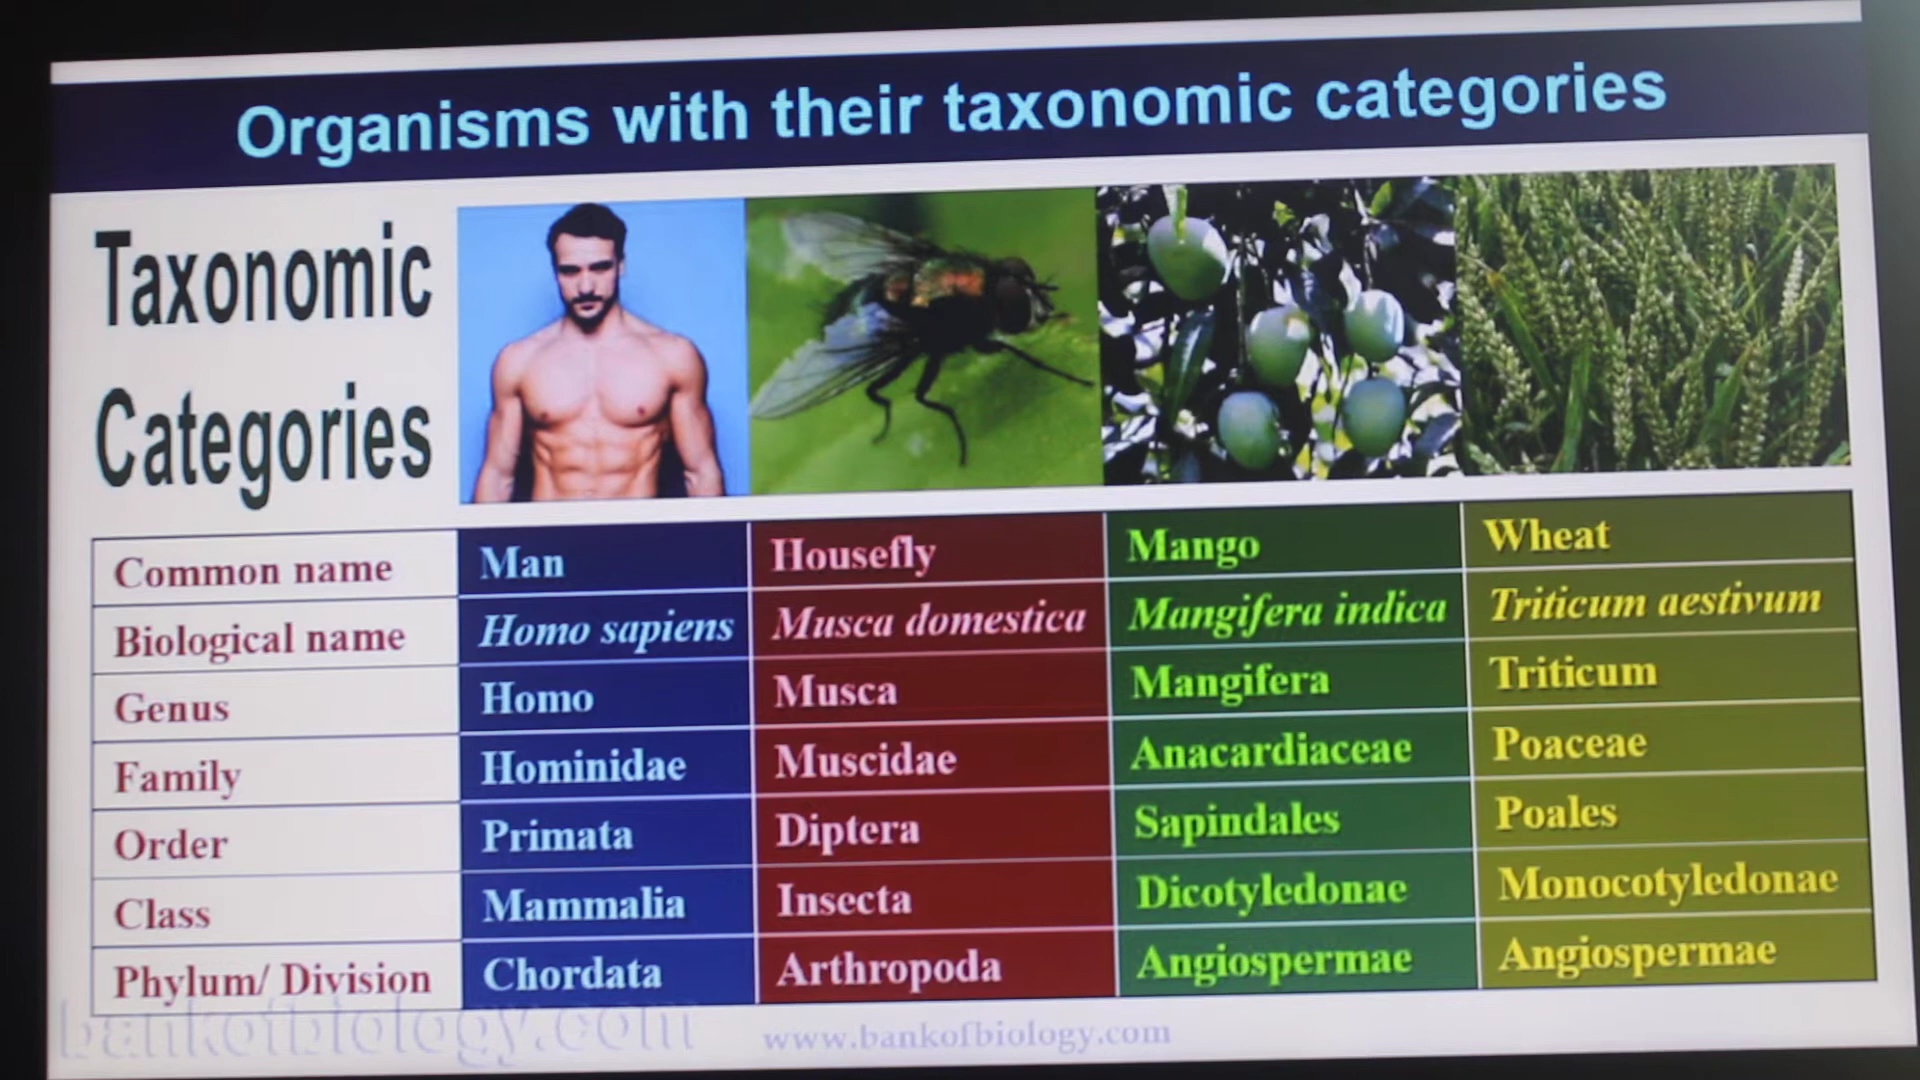 Organisms with their taxonomic categories
Taxonomic
Categories
Common name Man Housefly Mango Wheat
Biological name Homo sapiens Musca domestica Mangifera indica Triticum aestivum
Genus Homo Musca Mangifera Triticum
Family Hominidae Muscidae Anacardiaceae Poaceae
Order Primata Diptera Sapindales Poales
Class Mammalia Insecta Dicotyledonae Monocotyledonae
Phylum/ Division Chordata Arthropoda Angiospermae Angiospermae
bankofbiology.com
www.bankofbiology.com